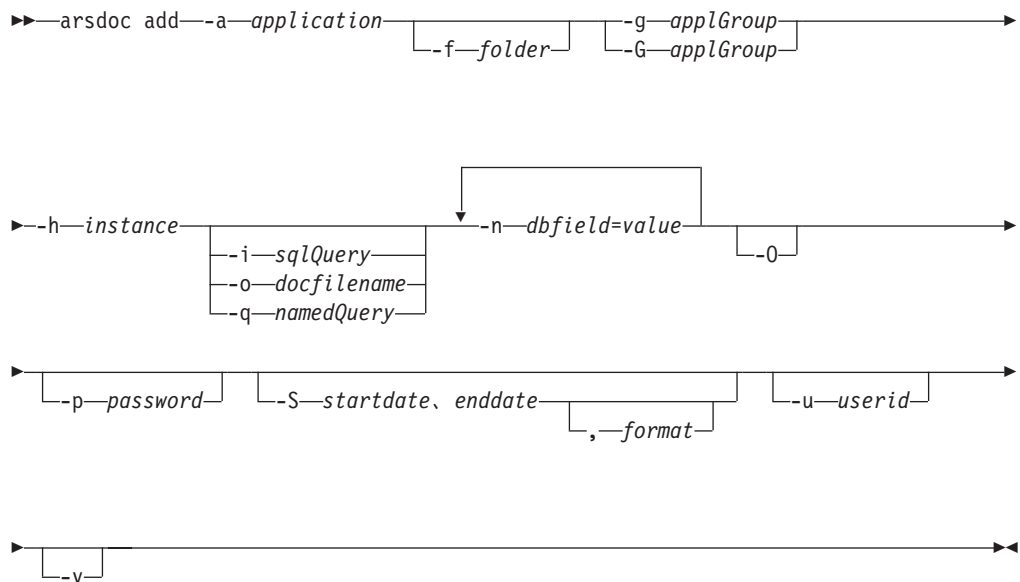 arsdoc add -a application -g applGroup
-f folder -G applGroup
-h instance -n dbfield=value
-i sqlQuery -O
-o docfilename
-q namedQuery
-p password -S startdate、enddate -u userid
, format
-v